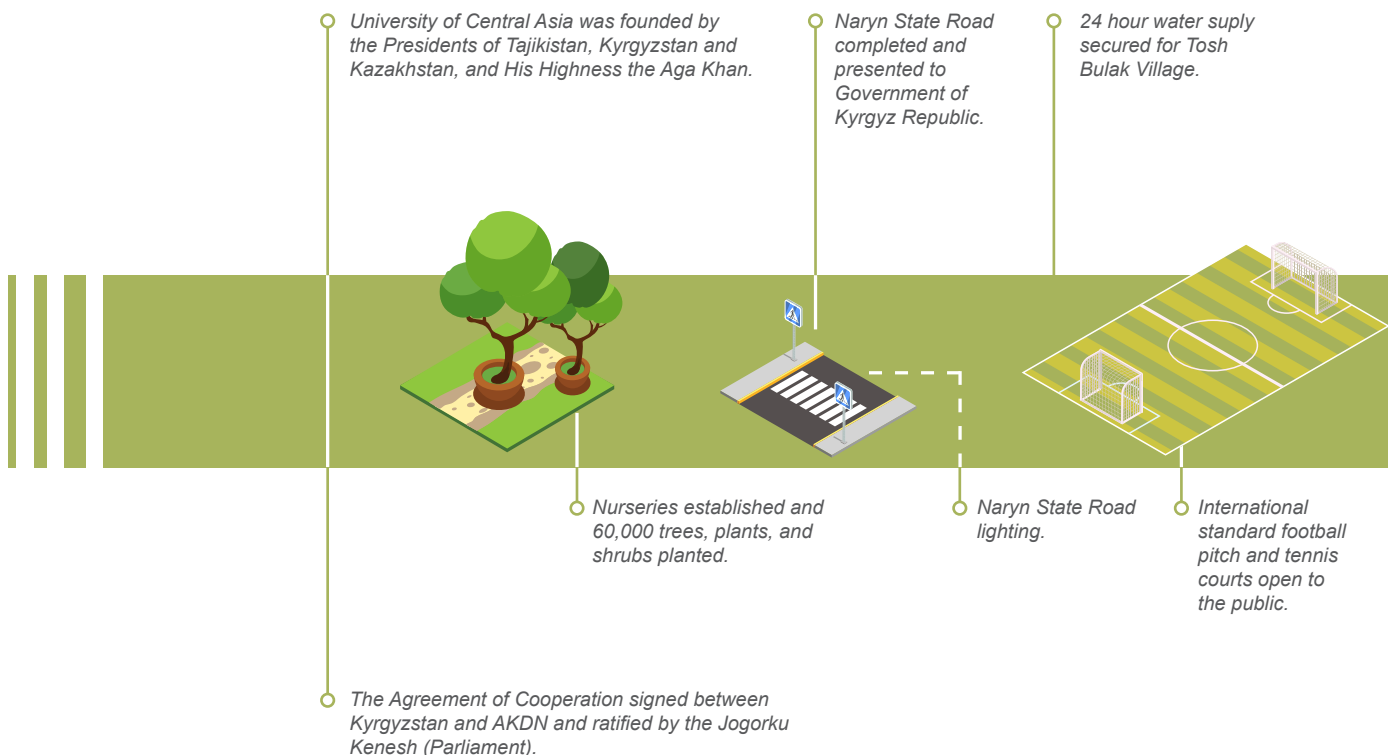 University of Central Asia was founded by
the Presidents of Tajikistan, Kyrgyzstan and
Kazakhstan, and His Highness the Aga Khan.
Naryn State Road
completed and
presented to
Government of
Kyrgyz Republic.
24 hour water suply
secured for Tosh
Bulak Village.
Nurseries established and
60,000 trees, plants, and
shrubs planted.
Naryn State Road
lighting.
International
standard football
pitch and tennis
courts open to
the public.
The Agreement of Cooperation signed between
Kyrgyzstan and AKDN and ratified by the Jogorku
Kenesh (Parliament).